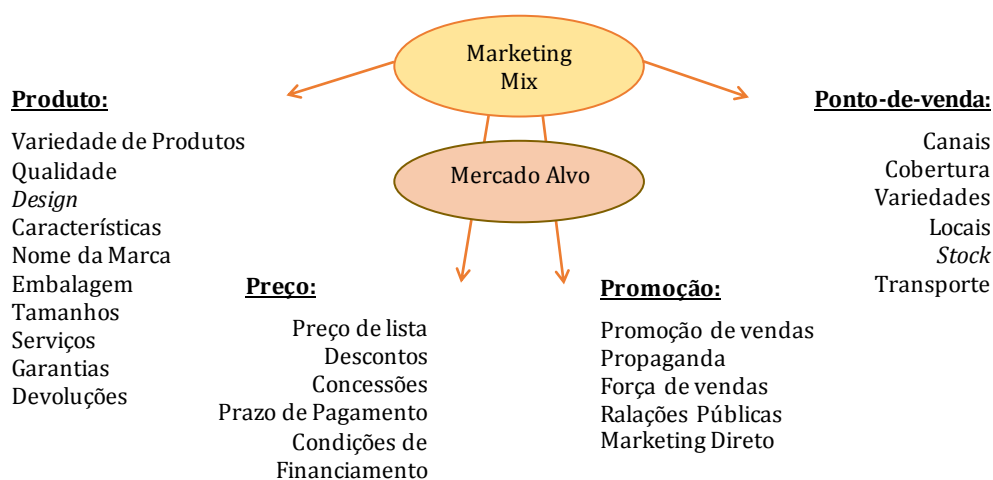 Marketing
Mix
Mercado Alvo
Produto:
Variedade de Produtos
Qualidade
Design
Características
Nome da Marca
Embalagem
Tamanhos
Serviços
Garantias
Devoluções
Preço:
Preço de lista
Descontos
Concessões
Prazo de Pagamento
Condições de
Financiamento
Promoção:
Promoção de vendas
Propaganda
Força de vendas
Ralações Públicas
Marketing Direto
Ponto-de-venda:
Canais
Cobertura
Variedades
Locais
Stock
Transporte